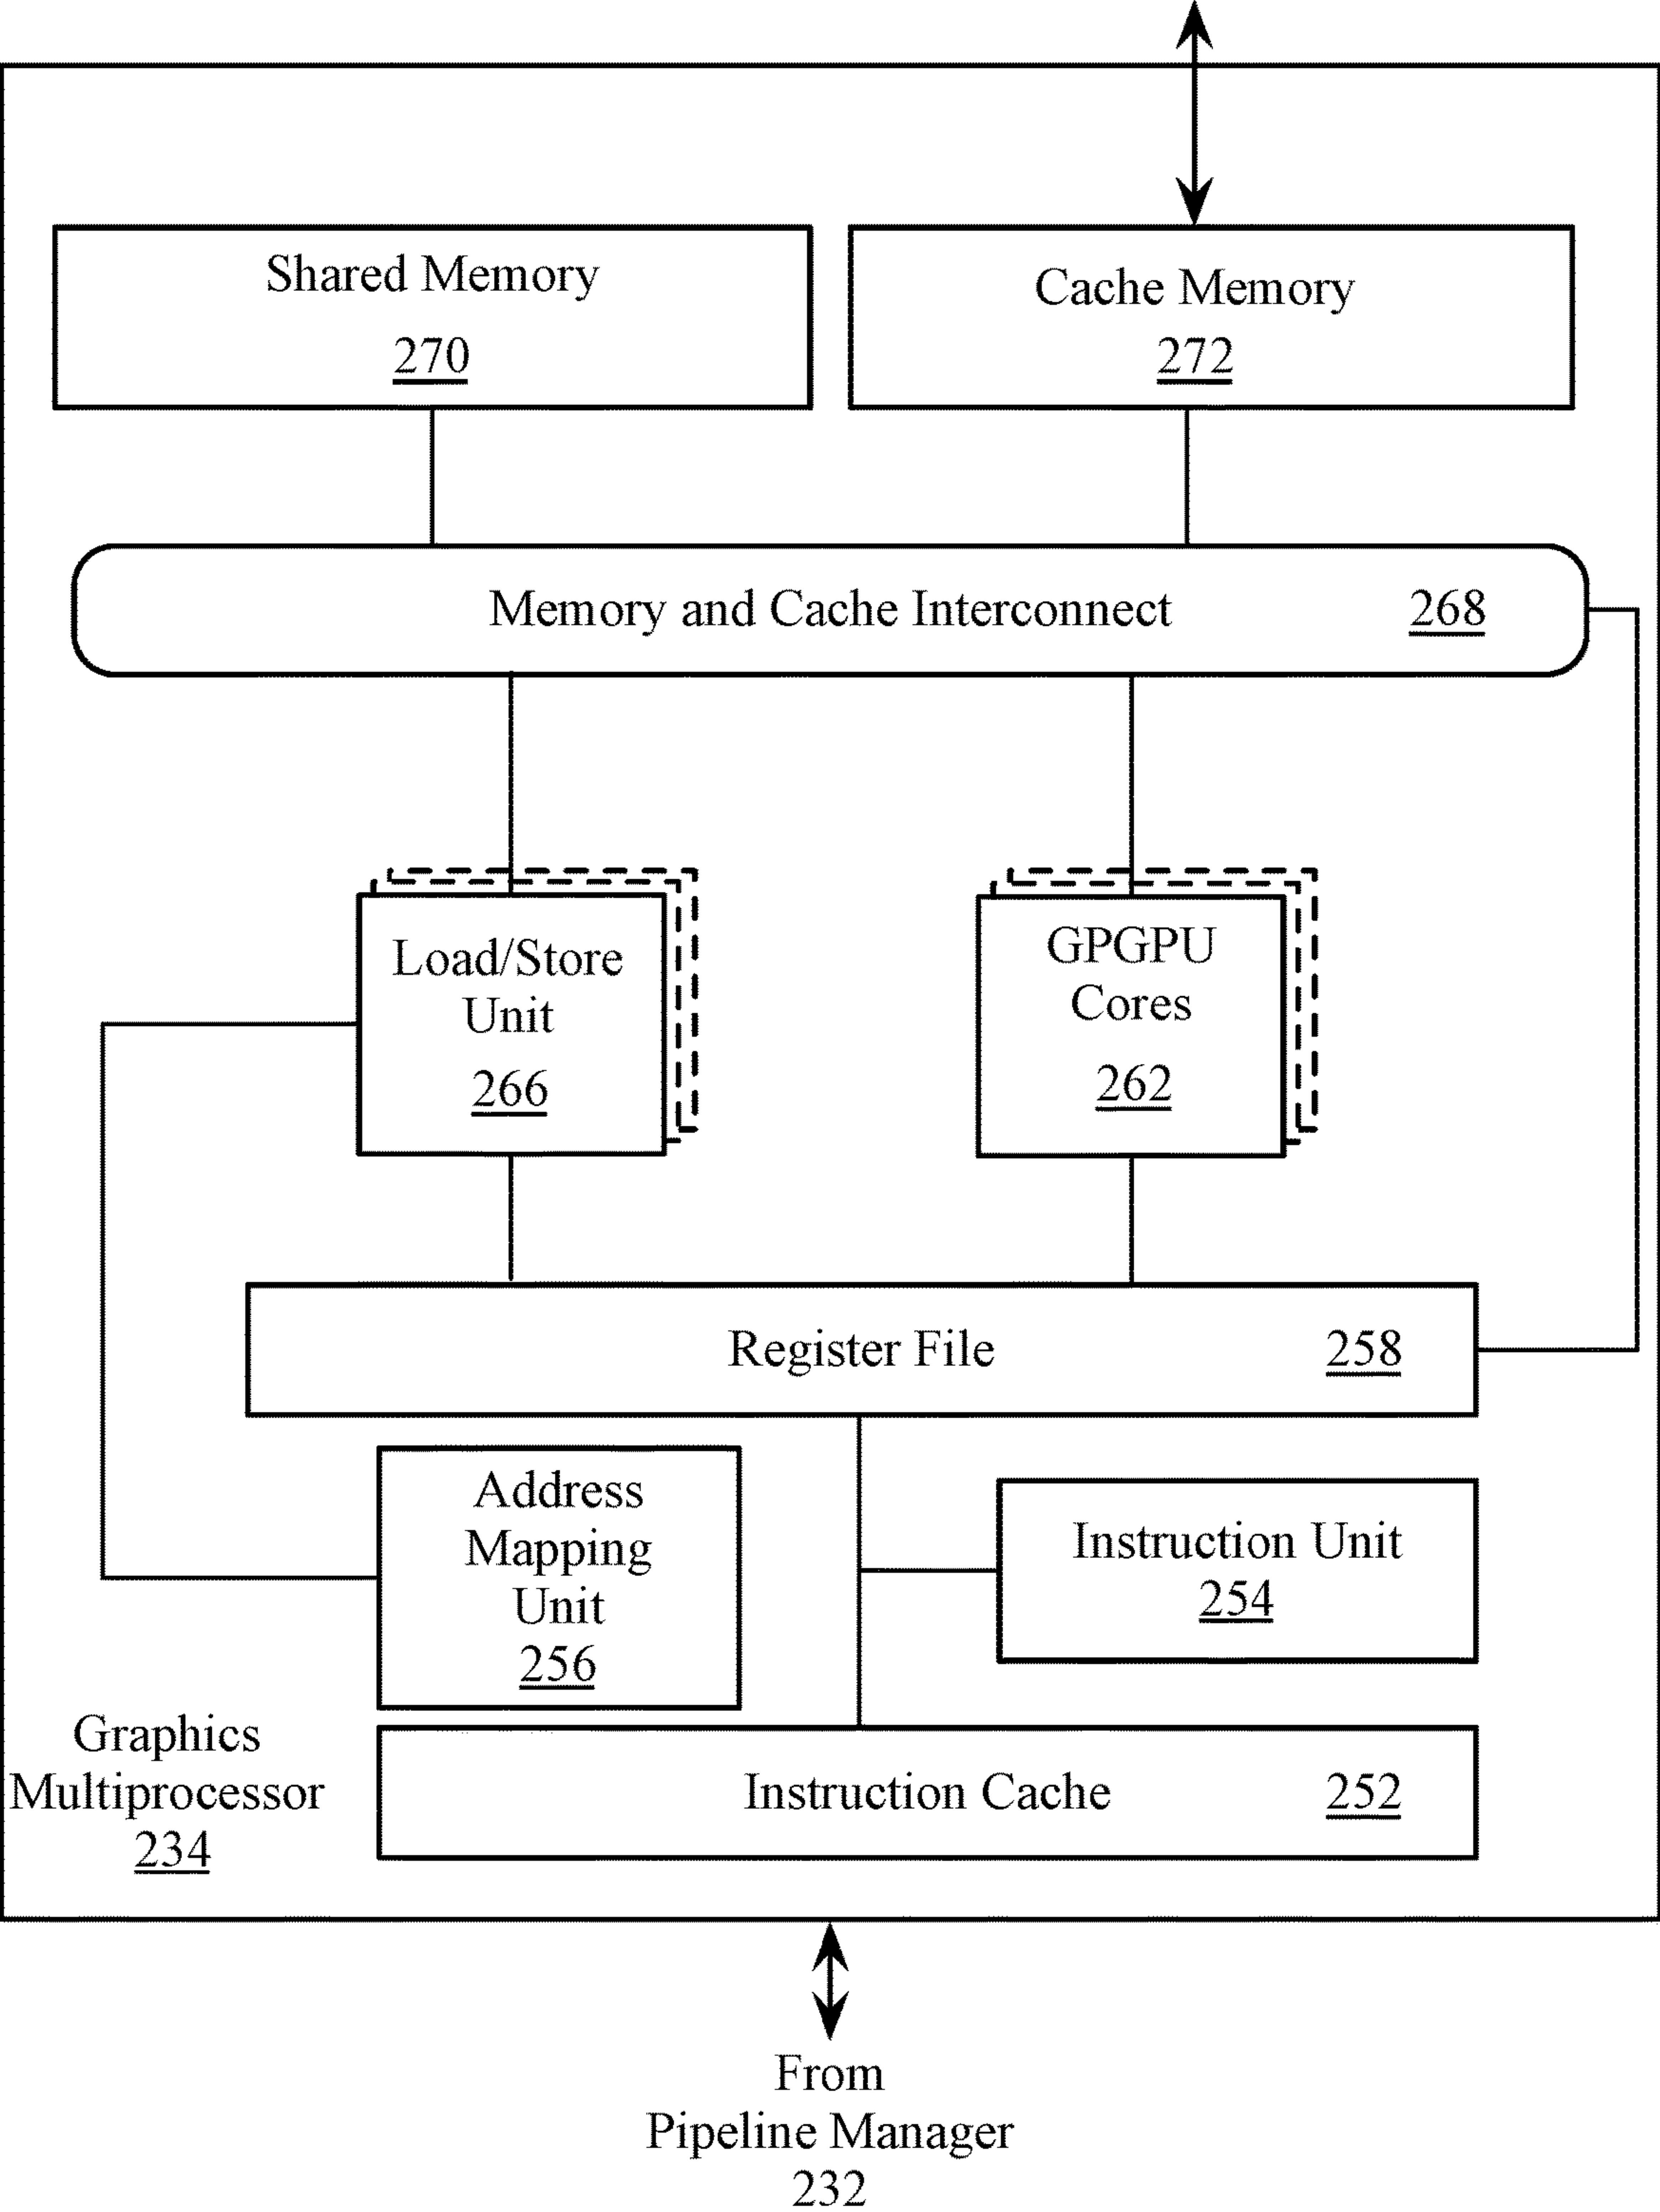 Shared Memory
270
Cache Memory
272
Memory and Cache Interconnect 268
Load/Store
Unit
266
GPGPU
Cores
262
Register File 258
Address
Mapping
Unit
256
Instruction Unit
254
Graphics
Multiprocessor
234
Instruction Cache 252
From
Pipeline Manager
232